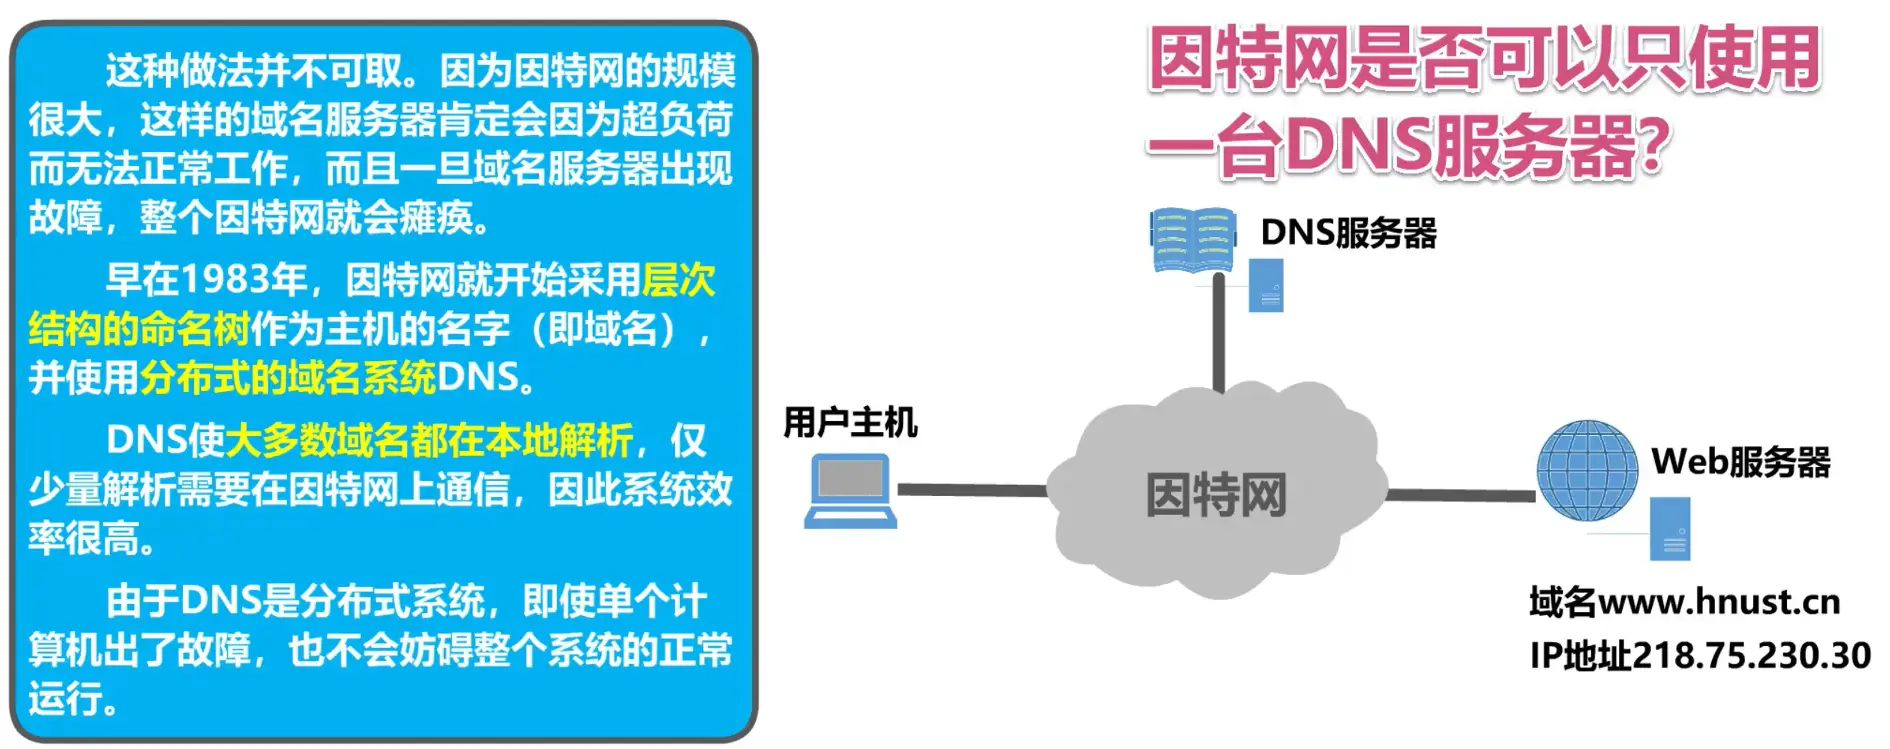 这种做法并不可取。因为因特网的规模
很大，这样的域名服务器肯定会因为超负荷
而无法正常工作，而且一旦域名服务器出现
故障，整个因特网就会瘫痪。
早在1983年，因特网就开始采用层次
结构的命名树作为主机的名字（即域名），
并使用分布式的域名系统DNS。
DNS使大多数域名都在本地解析，仅
少量解析需要在因特网上通信，因此系统效
率很高。
由于DNS是分布式系统，即使单个计
算机出了故障，也不会妨碍整个系统的正常
运行。
因特网是否可以只使用
一台DNS服务器？
DNS服务器
用户主机
因特网
Web服务器
域名www.hnust.cn
IP地址218.75.230.30